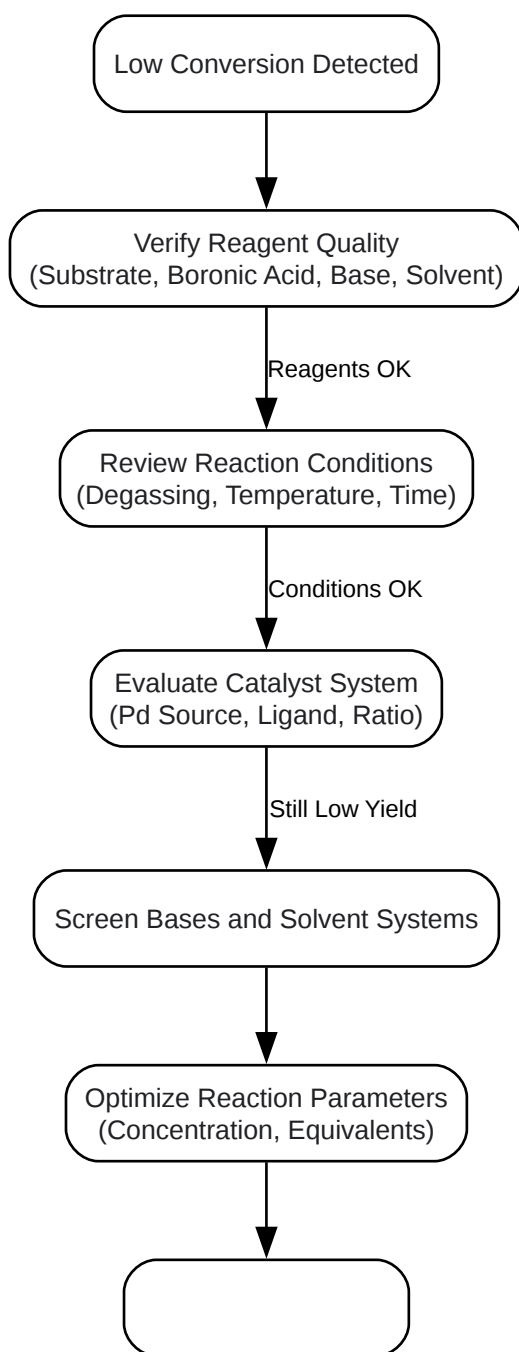 Low Conversion Detected
Verify Reagent Quality
(Substrate, Boronic Acid, Base, Solvent)
Reagents OK
Review Reaction Conditions
(Degassing, Temperature, Time)
Conditions OK
Evaluate Catalyst System
(Pd Source, Ligand, Ratio)
Still Low Yield
Screen Bases and Solvent Systems
Optimize Reaction Parameters
(Concentration, Equivalents)